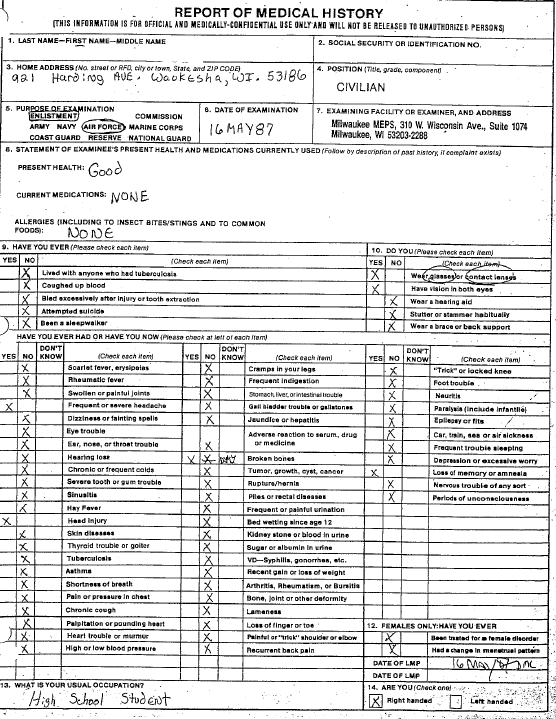 REPORT OF MEDICAL HISTORY
(THIS INFORMATION IS FOR OFFICIAL AND MEDICALLY-CONFIDENTIAL USE ONLY AND WILL NOT BE RELEASED TO UNAUTHORIZED PERSONS)
1. LAST NAME—FIRST NAME—MIDDLE NAME
2. SOCIAL SECURITY OR IDENTIFICATION NO.
3. HOME ADDRESS (No. street or RFD, city or town, State, and ZIP CODE)
921 Harding AVE. Waukesha, WI. 53186
4. POSITION (Title, grade, component)
CIVILIAN
5. PURPOSE OF EXAMINATION
ENLISTMENT COMMISSION
ARMY NAVY AIR FORCE MARINE CORPS
COAST GUARD RESERVE NATIONAL GUARD
6. DATE OF EXAMINATION
16 MAY 87
7. EXAMINING FACILITY OR EXAMINER, AND ADDRESS
Milwaukee MEPS, 310 W. Wisconsin Ave., Suite 1074
Milwaukee, WI 53203-2288
8. STATEMENT OF EXAMINEE'S PRESENT HEALTH AND MEDICATIONS CURRENTLY USED (Follow by description of past history, if complaint exists)
PRESENT HEALTH: Good
CURRENT MEDICATIONS: NONE
ALLERGIES (INCLUDING TO INSECT BITES/STINGS AND TO COMMON
FOODS): NONE
9. HAVE YOU EVER (Please check each item)
YES NO (Check each item)
X Lived with anyone who had tuberculosis
X Coughed up blood
X Bled excessively after injury or tooth extraction
X Attempted suicide
X Been a sleepwalker
10. DO YOU (Please check each item)
YES NO (Check each item)
X Wear glasses or contact lenses
X Have vision in both eyes
X Wear a hearing aid
X Stutter or stammer habitually
X Wear a brace or back support
HAVE YOU EVER HAD OR HAVE YOU NOW (Please check at left of each item)
YES NO DON'T KNOW (Check each item)
X Scarlet fever, erysipelas
X Rheumatic fever
X Swollen or painful joints
X Frequent or severe headache
X Dizziness or fainting spells
X Eye trouble
X Ear, nose, or throat trouble
X Hearing loss
X Chronic or frequent colds
X Severe tooth or gum trouble
X Sinusitis
X Hay Fever
X Head injury
X Skin diseases
X Thyroid trouble or goiter
X Tuberculosis
X Asthma
X Shortness of breath
X Pain or pressure in chest
X Chronic cough
X Palpitation or pounding heart
X Heart trouble or murmur
X High or low blood pressure
YES NO DON'T KNOW (Check each item)
X Cramps in your legs
X Frequent indigestion
X Stomach, liver, or intestinal trouble
X Gall bladder trouble or gallstones
X Jaundice or hepatitis
X Adverse reaction to serum, drug
or medicine
X X Broken bones
X Tumor, growth, cyst, cancer
X Rupture/hernia
X Piles or rectal diseases
X Frequent or painful urination
X Bed wetting since age 12
X Kidney stone or blood in urine
X Sugar or albumin in urine
X VD—Syphilis, gonorrhea, etc.
X Recent gain or loss of weight
X Arthritis, Rheumatism, or Bursitis
X Bone, joint or other deformity
X Lameness
X Loss of finger or toe
X Painful or "trick" shoulder or elbow
X Recurrent back pain
YES NO DON'T KNOW (Check each item)
X "Trick" or locked knee
X Foot trouble
X Neuritis
X Paralysis (include infantile)
X Epilepsy or fits
X Car, train, sea or air sickness
X Frequent trouble sleeping
X Depression or excessive worry
X Loss of memory or amnesia
X Nervous trouble of any sort
X Periods of unconsciousness
12. FEMALES ONLY: HAVE YOU EVER
X Been treated for a female disorder
X Had a change in menstrual pattern
DATE OF LMP
DATE OF LMP
13. WHAT IS YOUR USUAL OCCUPATION?
High School Student
14. ARE YOU (Check one)
X Right handed Left handed